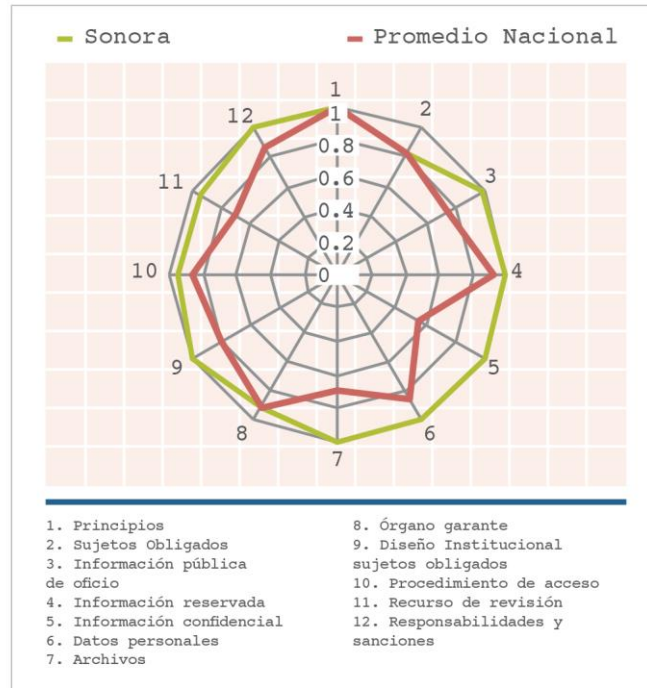 Sonora
Promedio Nacional
1
2
3
4
5
6
7
8
9
10
11
12
1
0.8
0.6
0.4
0.2
0
1. Principios
2. Sujetos Obligados
3. Información pública
de oficio
4. Información reservada
5. Información confidencial
6. Datos personales
7. Archivos
8. Órgano garante
9. Diseño Institucional
sujetos obligados
10. Procedimiento de acceso
11. Recurso de revisión
12. Responsabilidades y
sanciones